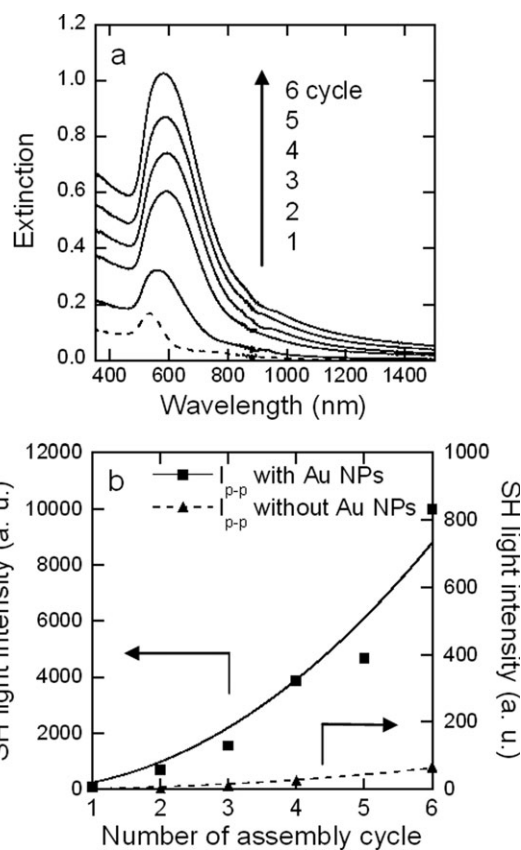 a
1.2
1.0
0.8
0.6
0.4
0.2
0.0
Extinction
6 cycle
5
4
3
2
1
400 600 800 1000 1200 1400
Wavelength (nm)
b
12000
10000
8000
6000
4000
2000
0
SH light intensity (a. u.)
I p-p with Au NPs
I p-p without Au NPs
1000
800
600
400
200
0
SH light intensity (a. u.)
1 2 3 4 5 6
Number of assembly cycle